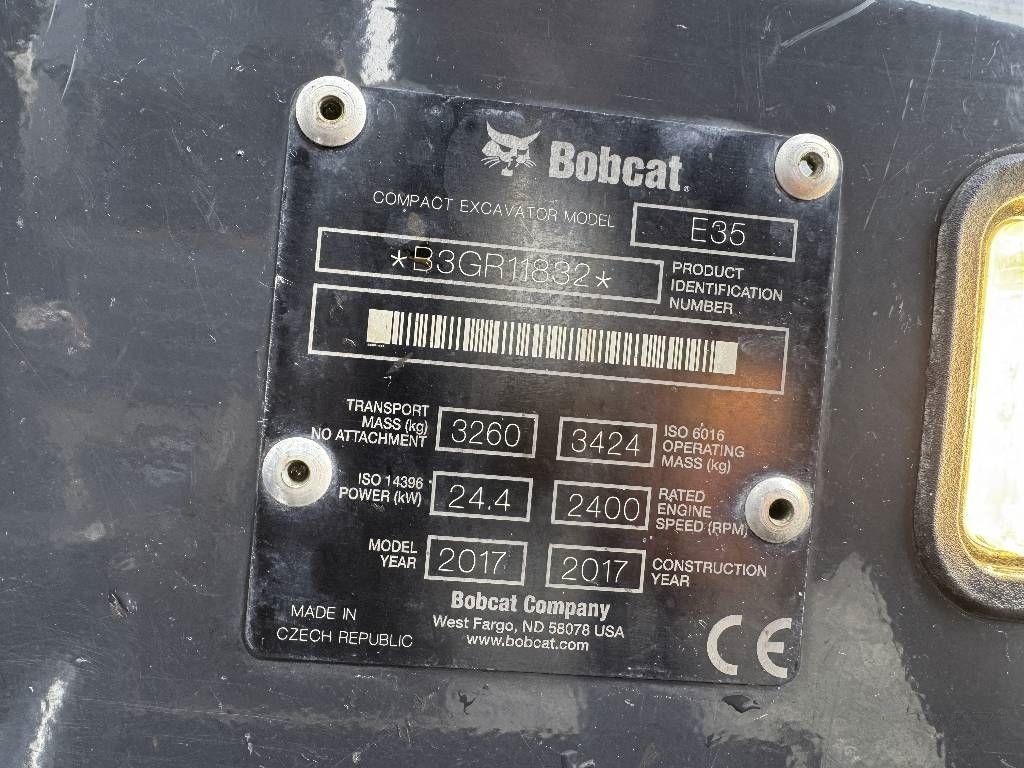 Bobcat.
COMPACT EXCAVATOR MODEL E35
*B3GR11832*
PRODUCT
IDENTIFICATION
NUMBER
TRANSPORT
MASS (kg)
NO ATTACHMENT
3260
3424
ISO 6016
OPERATING
MASS (kg)
ISO 14396
POWER (kW)
24.4
2400
RATED
ENGINE
SPEED (RPM)
MODEL
YEAR
2017
2017
CONSTRUCTION
YEAR
MADE IN
CZECH REPUBLIC
Bobcat Company
West Fargo, ND 58078 USA
www.bobcat.com
CE